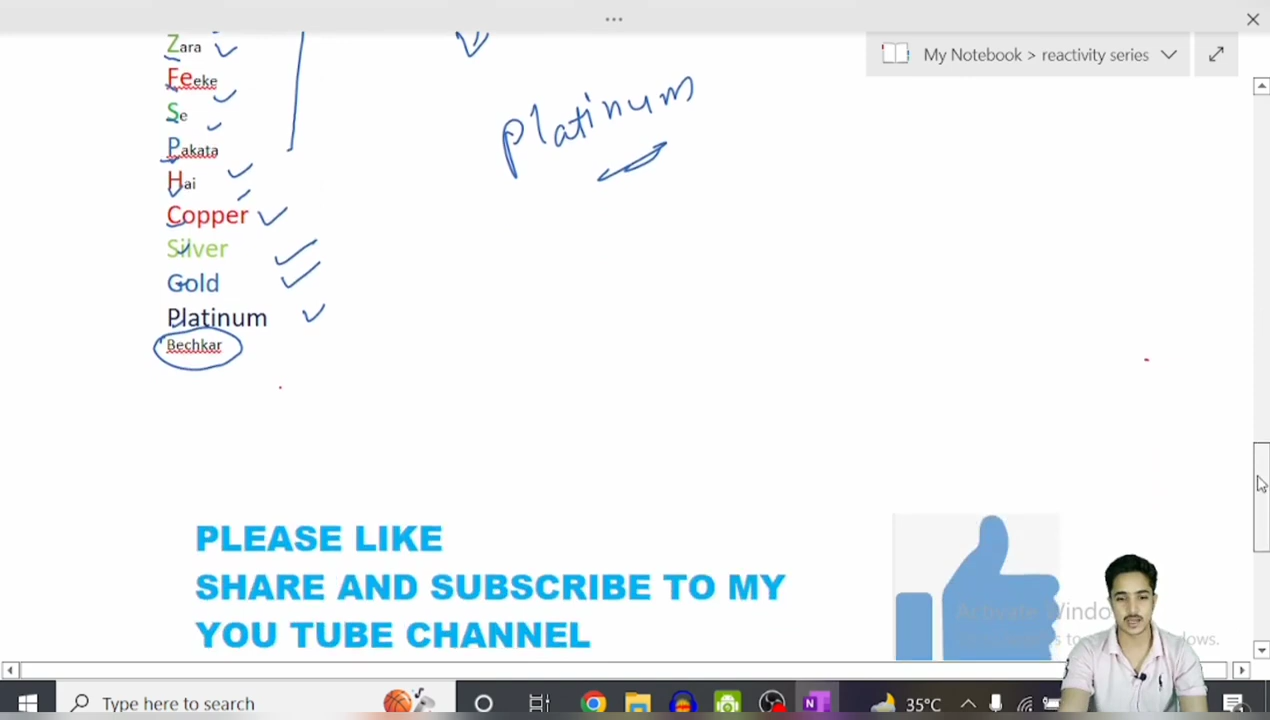 ...
My Notebook > reactivity series
Zara
Feeke
Se
Pakata
Hai
Copper
Silver
Gold
Platinum
Bechkar
platinum
PLEASE LIKE
SHARE AND SUBSCRIBE TO MY
YOU TUBE CHANNEL
Type here to search
35°C